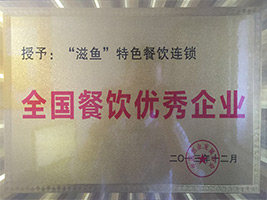 授予：“滋鱼”特色餐饮连锁
全国餐饮优秀企业
二〇一三年十二月